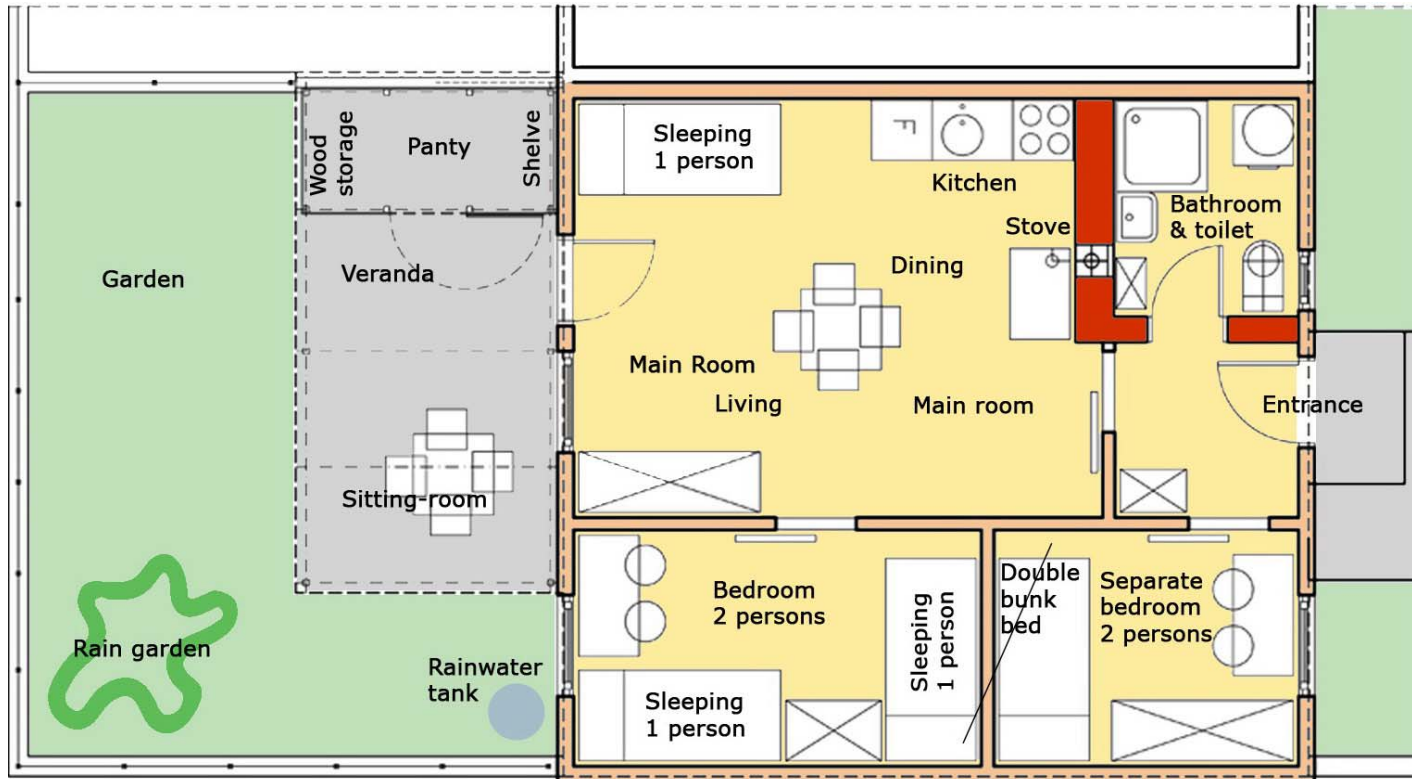 Wood
storage
Panty
Shelve
Sleeping
1 person
F
Kitchen
Bathroom
& toilet
Stove
Garden
Veranda
Dining
Main Room
Living
Main room
Entrance
Sitting-room
Bedroom
2 persons
Sleeping
1 person
Double
bunk
bed
Separate
bedroom
2 persons
Rain garden
Rainwater
tank
Sleeping
1 person